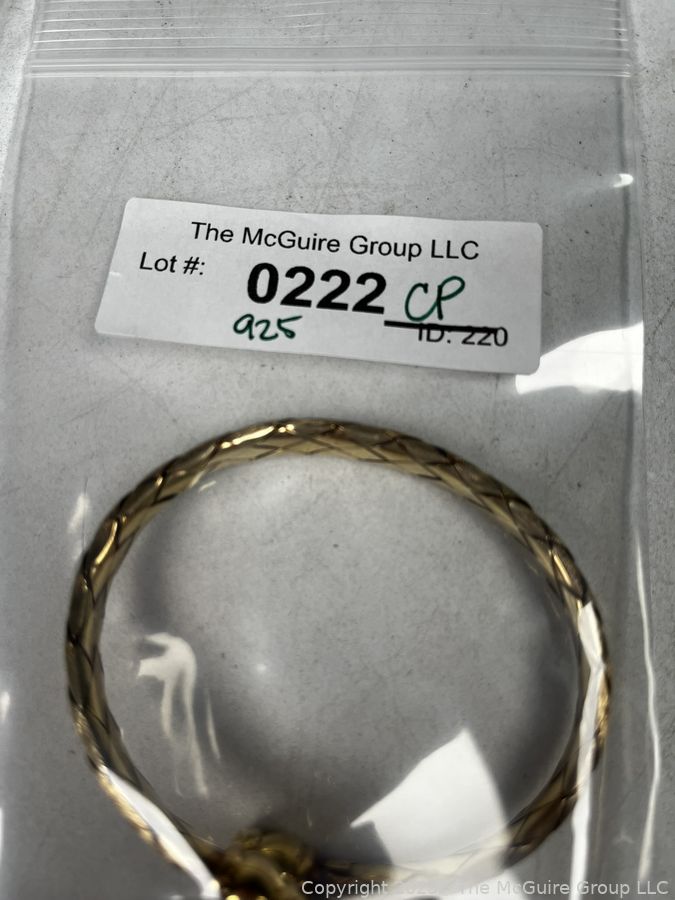 The McGuire Group LLC
Lot #: 0222 CP
925 ID: 220
The McGuire Group LLC
Copyright